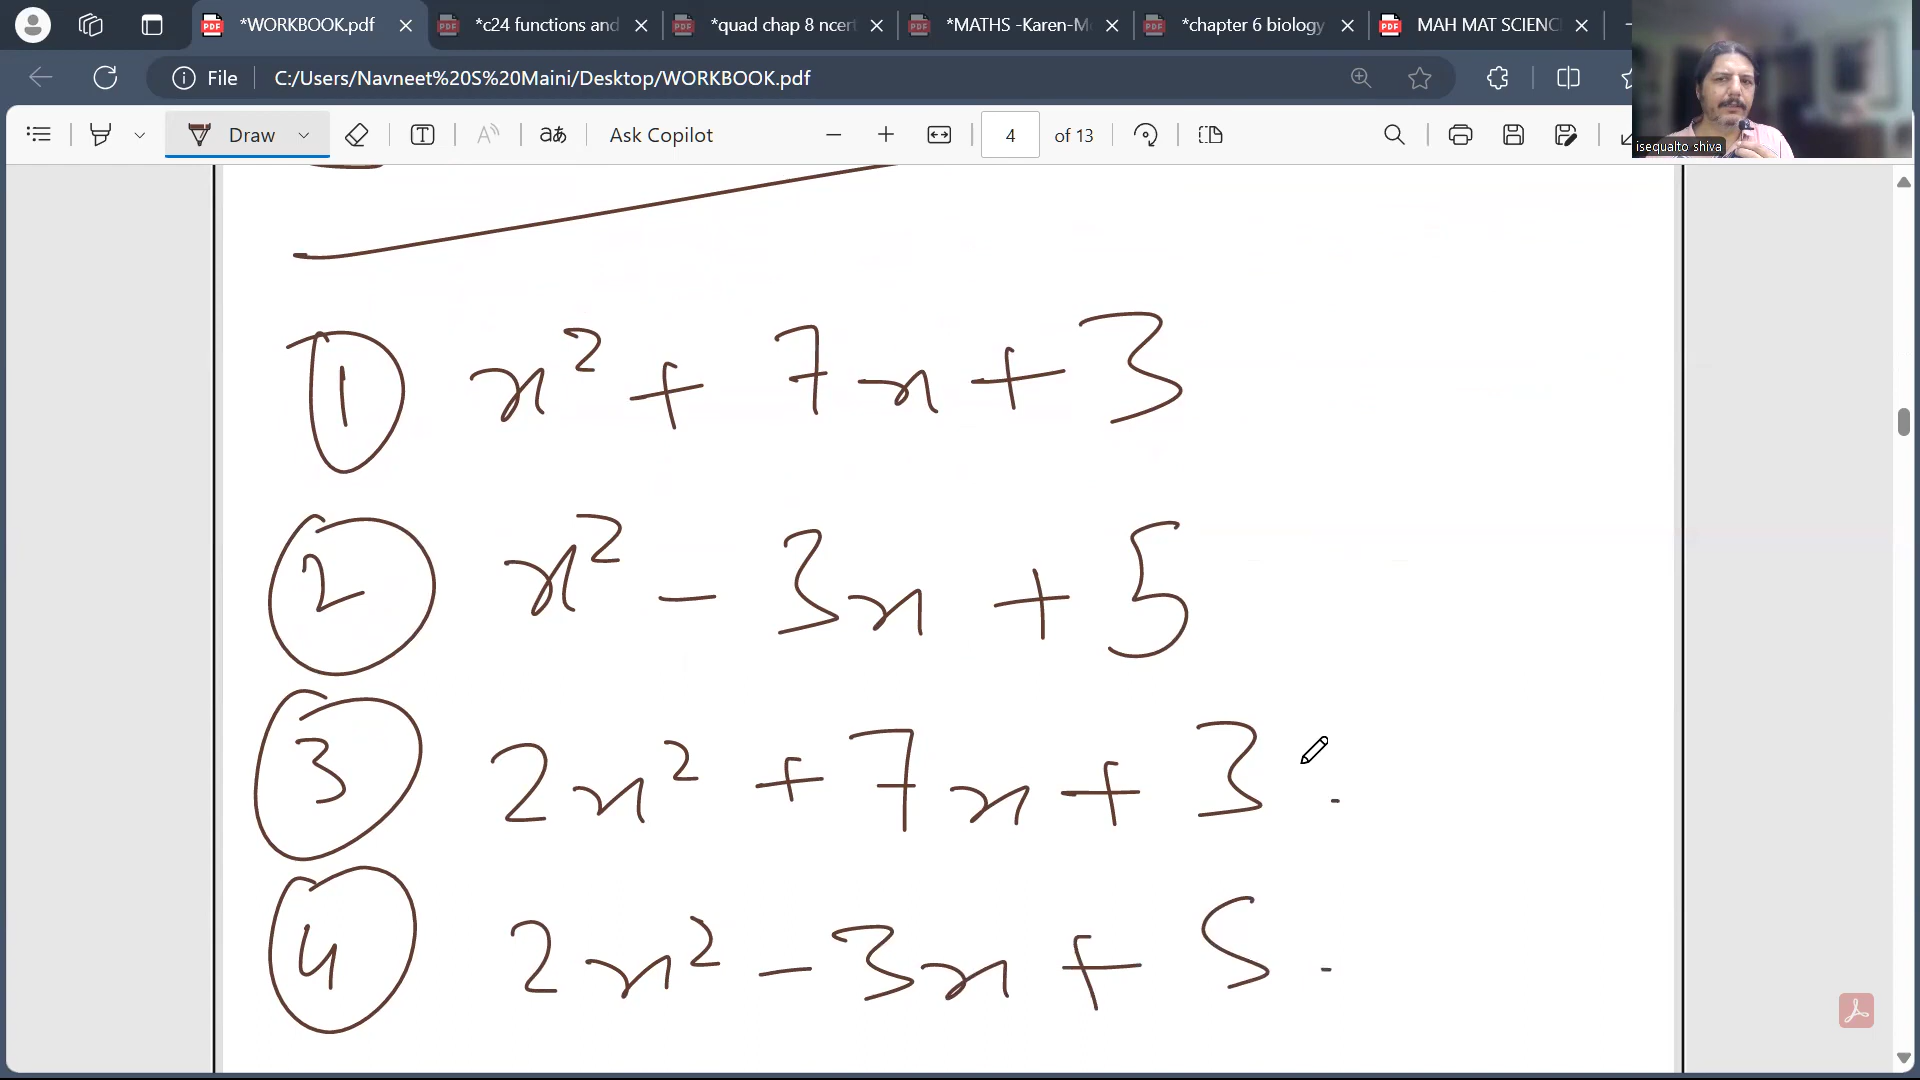 *WORKBOOK.pdf
*c24 functions and
*quad chap 8 ncert
*MATHS -Karen-Mo
*chapter 6 biology
MAH MAT SCIENC
File
C:/Users/Navneet%20S%20Maini/Desktop/WORKBOOK.pdf
Draw
Ask Copilot
4 of 13
isequalto shiva
① x² + 7x + 3
② x² - 3x + 5
③ 2x² + 7x + 3 .
④ 2x² - 3x + 5 .